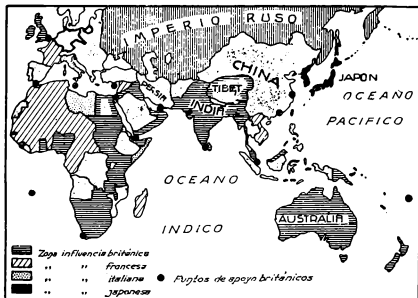 IMPERIO RUSO
CHINA
JAPON
TIBET
PERSIA
INDIA
OCEANO
PACIFICO
OCEANO
INDICO
AUSTRALIA
Zona influencia británica
" " francesa
" " italiana
" " japonesa
Puntos de apoyo británicos